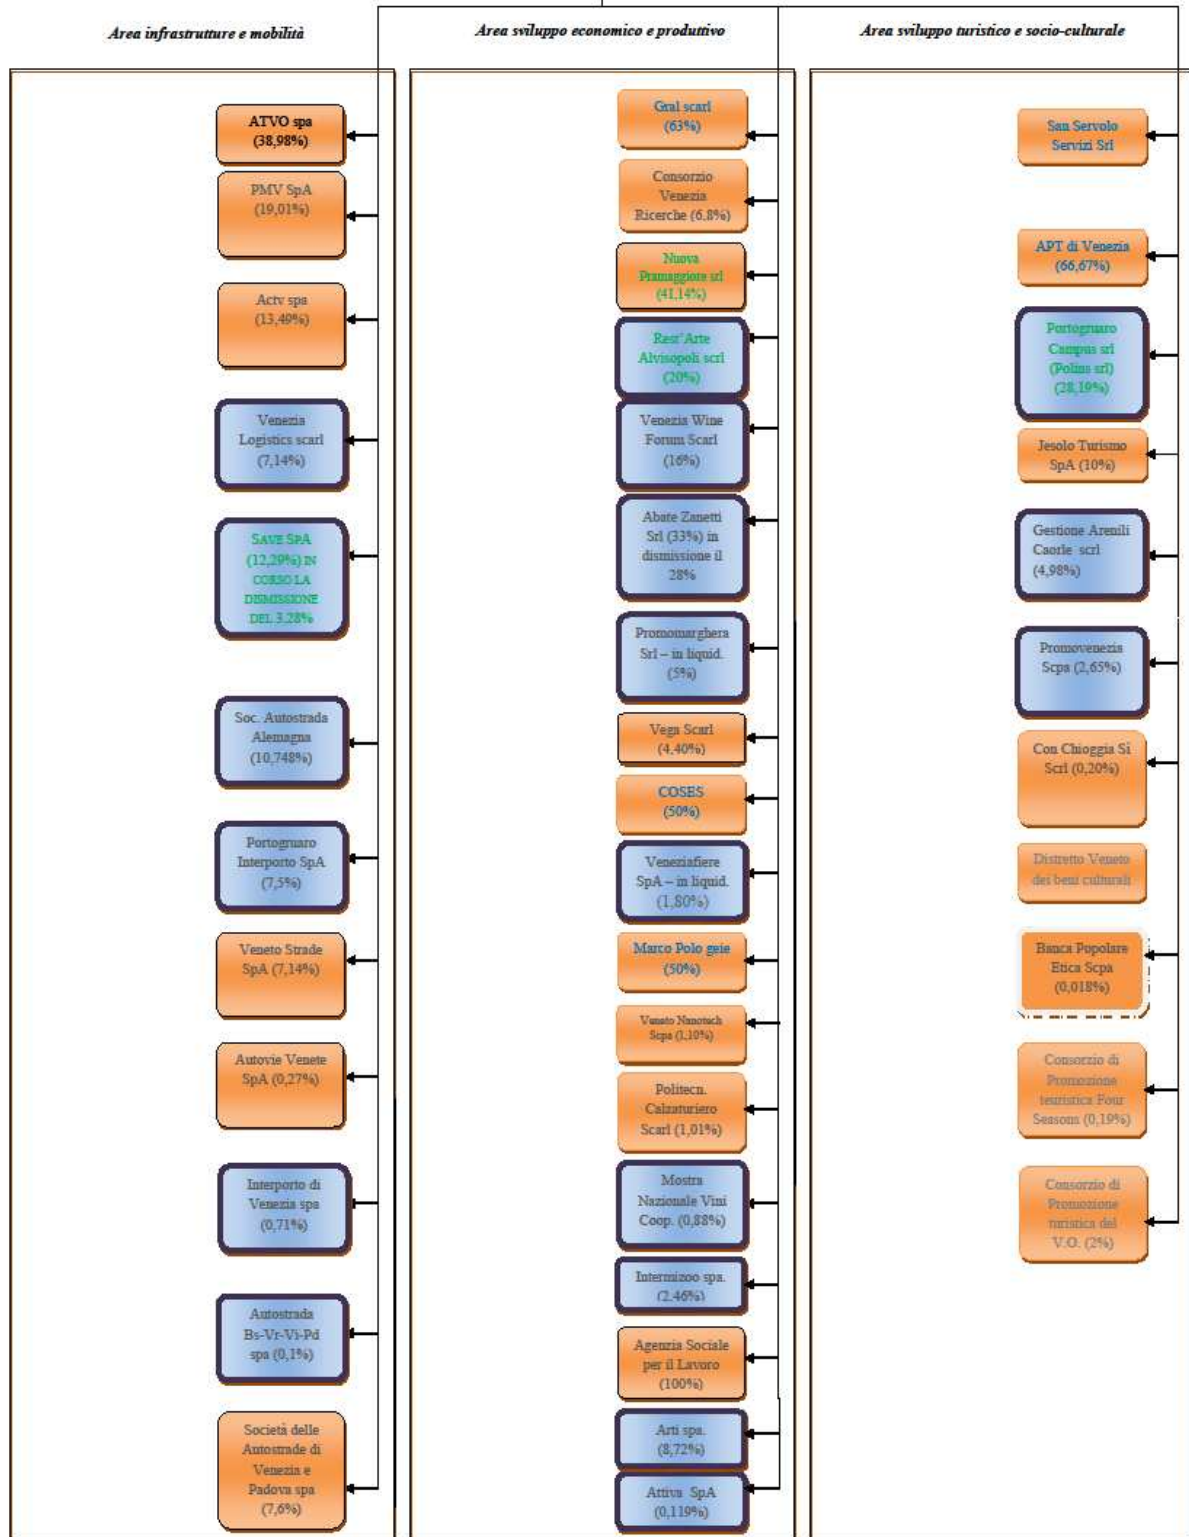 Area infrastrutture e mobilità
ATVO spa
(38,98%)
PMV SpA
(19,01%)
Actv spa
(13,49%)
Venezia
Logistics scarl
(7,14%)
SAVE SPA
(12,29%) IN
CORSO LA
DISMISSIONE
DEL 3,28%
Soc. Autostrada
Alemagna
(10,748%)
Portogruaro
Interporto SpA
(7,5%)
Veneto Strade
SpA (7,14%)
Autovie Venete
SpA (0,27%)
Interporto di
Venezia spa
(0,71%)
Autostrada
Bs-Vr-Vi-Pd
spa (0,1%)
Società delle
Autostrade di
Venezia e
Padova spa
(7,6%)
Area sviluppo economico e produttivo
Gral scarl
(63%)
Consorzio
Venezia
Ricerche (6,8%)
Nuova
Pramaggiore srl
(41,14%)
Rest'Arte
Alvisopoli scrl
(20%)
Venezia Wine
Forum Scarl
(16%)
Abate Zanetti
Srl (33%) in
dismissione il
28%
Promomarghera
Srl – in liquid.
(5%)
Vega Scarl
(4,40%)
COSES
(50%)
Veneziafiere
SpA – in liquid.
(1,80%)
Marco Polo geie
(50%)
Veneto Nanotech
Scpa (1,10%)
Politecn.
Calzaturiero
Scarl (1,01%)
Mostra
Nazionale Vini
Coop. (0,88%)
Intermizoo spa.
(2,46%)
Agenzia Sociale
per il Lavoro
(100%)
Arti spa.
(8,72%)
Attiva SpA
(0,119%)
Area sviluppo turistico e socio-culturale
San Servolo
Servizi Srl
APT di Venezia
(66,67%)
Portogruaro
Campus srl
(Polins srl)
(28,19%)
Jesolo Turismo
SpA (10%)
Gestione Arenili
Caorle scrl
(4,98%)
Promovenezia
Scpa (2,65%)
Con Chioggia Sì
Scrl (0,20%)
Distretto Veneto
dei beni culturali
Banca Popolare
Etica Scpa
(0,018%)
Consorzio di
Promozione
teuristica Four
Seasons (0,19%)
Consorzio di
Promozione
turistica del
V.O. (2%)